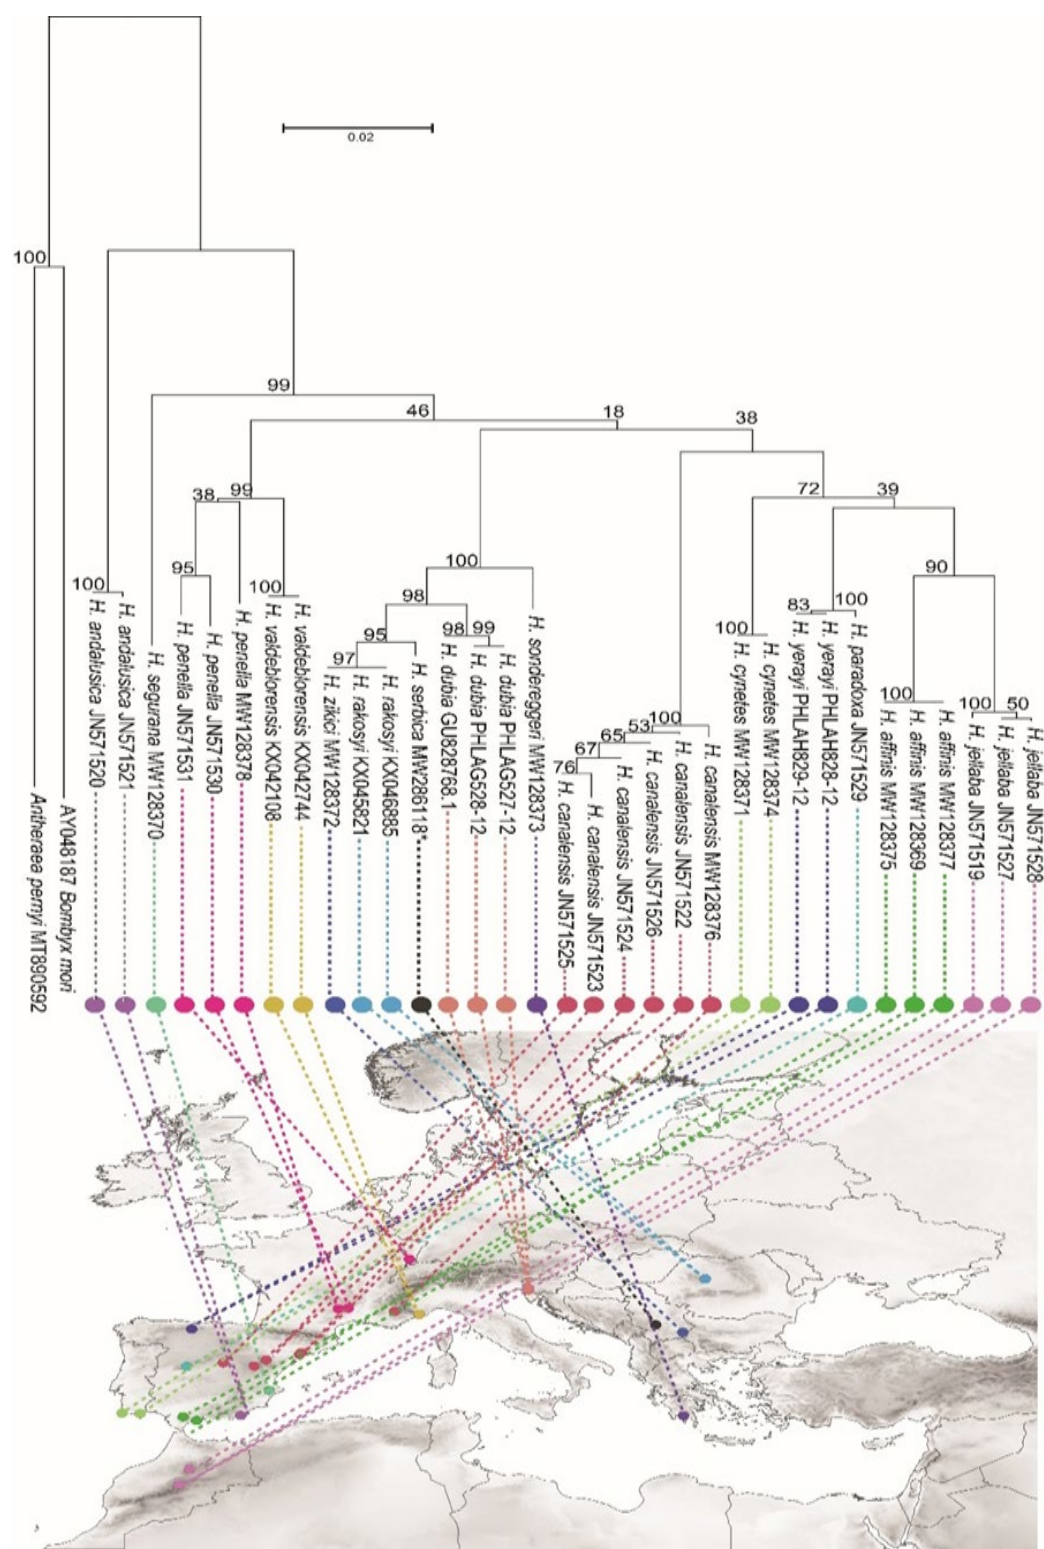 0.02
100
99
46
18
38
38
99
72
39
100
90
95
98
100
100
98
99
83
100
95
97
100
100
100
50
53
100
65
67
76
Antheraea pernyi MT890592
AY048187 Bombyx mori
H. andalusica JN571520
H. andalusica JN571521
H. segurana MW128370
H. penella JN571531
H. penella JN571530
H. penella MW128378
H. valdeblorensis KX042108
H. valdeblorensis KX042744
H. zikici MW128372
H. rakosyi KX045821
H. rakosyi KX046885
H. serbica MW286118*
H. dubia GU828768.1
H. dubia PHLAG528-12
H. dubia PHLAG527-12
H. sondereggeri MW128373
H. canalensis JN571525
H. canalensis JN571523
H. canalensis JN571524
H. canalensis JN571526
H. canalensis JN571522
H. canalensis MW128376
H. cynetes MW128371
H. cynetes MW128374
H. yerayi PHLAH829-12
H. yerayi PHLAH828-12
H. paradoxa JN571529
H. affinis MW128375
H. affinis MW128369
H. affinis MW128377
H. jellaba JN571519
H. jellaba JN571527
H. jellaba JN571528